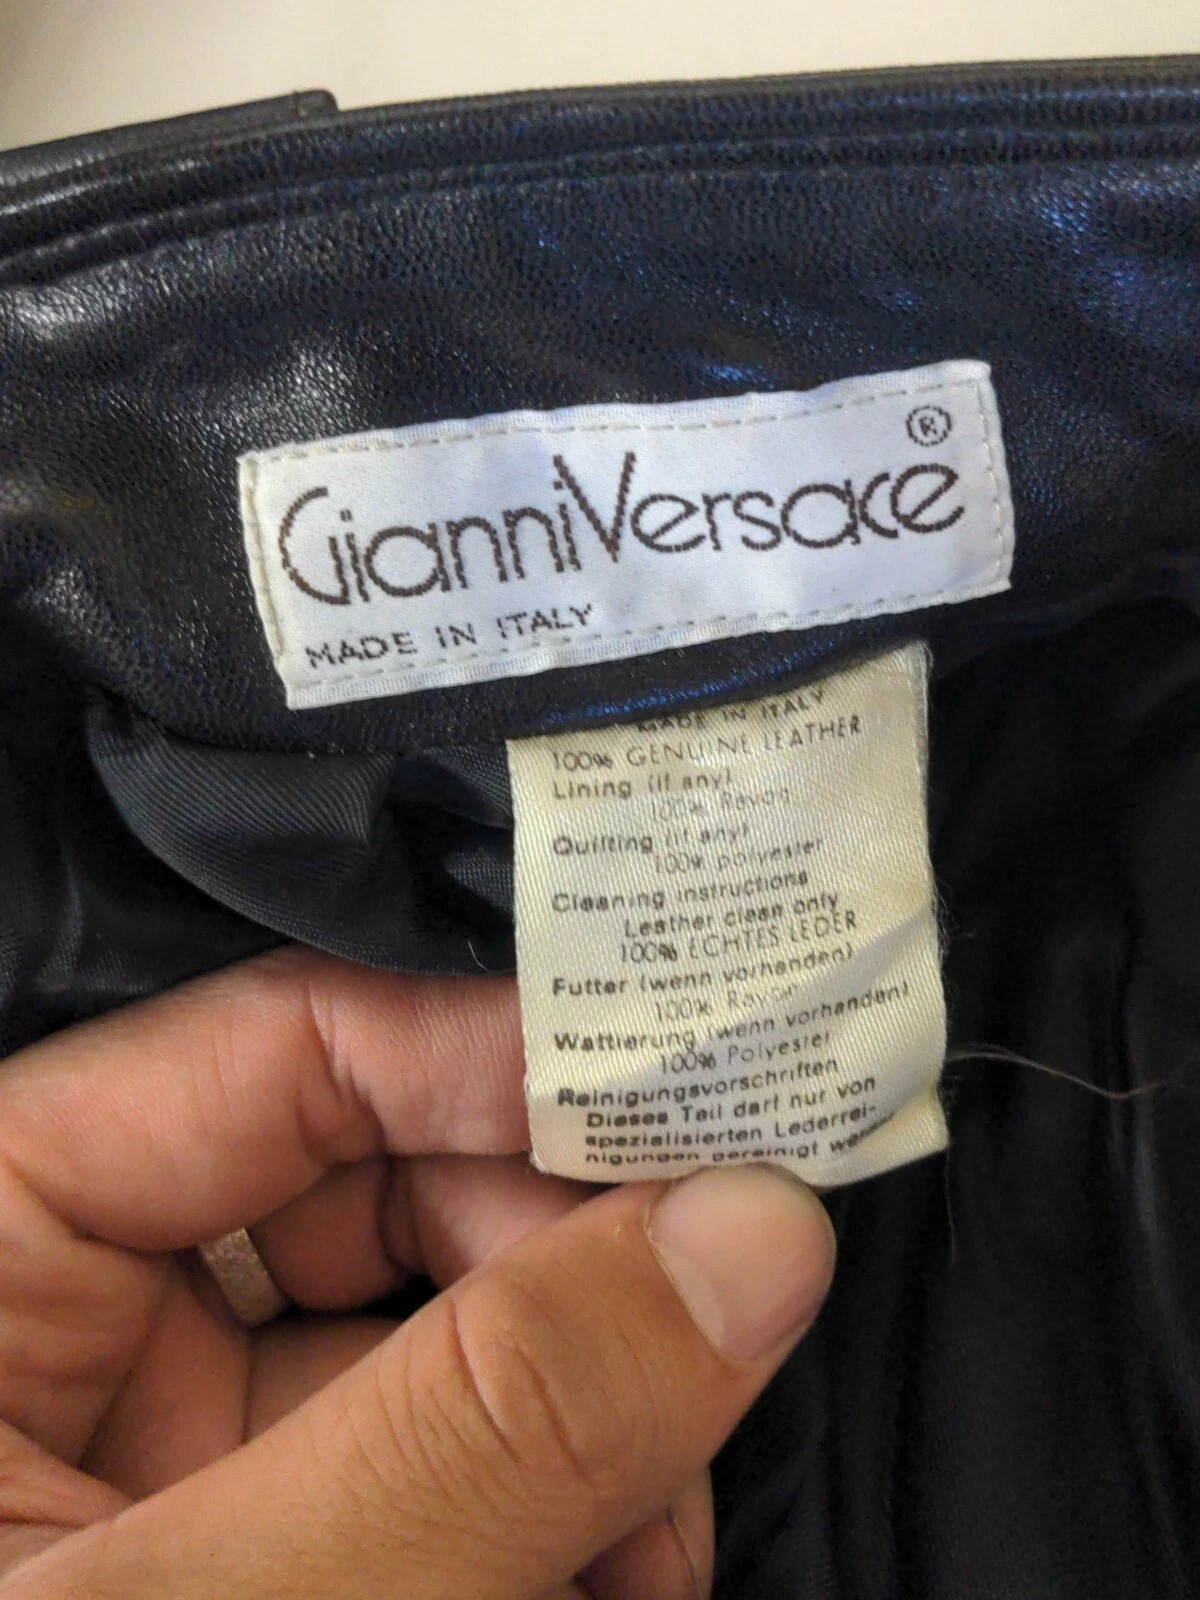 GianniVersace ®
MADE IN ITALY
MADE IN ITALY
100% GENUINE LEATHER
Lining (if any)
100% Rayon
Quilting (if any)
100% polyester
Cleaning instructions
Leather clean only
100% ECHTES LEDER
Futter (wenn vorhanden)
100% Rayon
Wattierung (wenn vorhanden)
100% Polyester
Reinigungsvorschriften
Dieses Teil darf nur von
spezialisierten Lederrei-
nigungen gereinigt werden